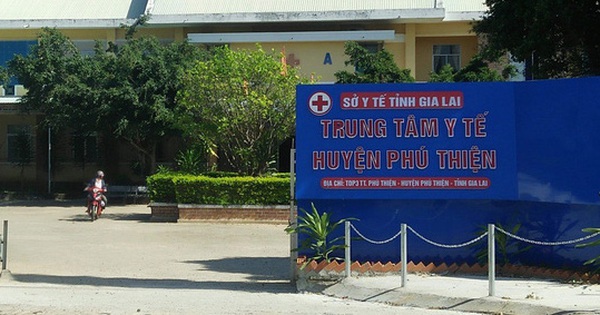 A
SỞ Y TẾ TỈNH GIA LAI
TRUNG TÂM Y TẾ
HUYỆN PHÚ THIỆN
ĐỊA CHỈ: TDP3 TT. PHÚ THIỆN - HUYỆN PHÚ THIỆN - TỈNH GIA LAI